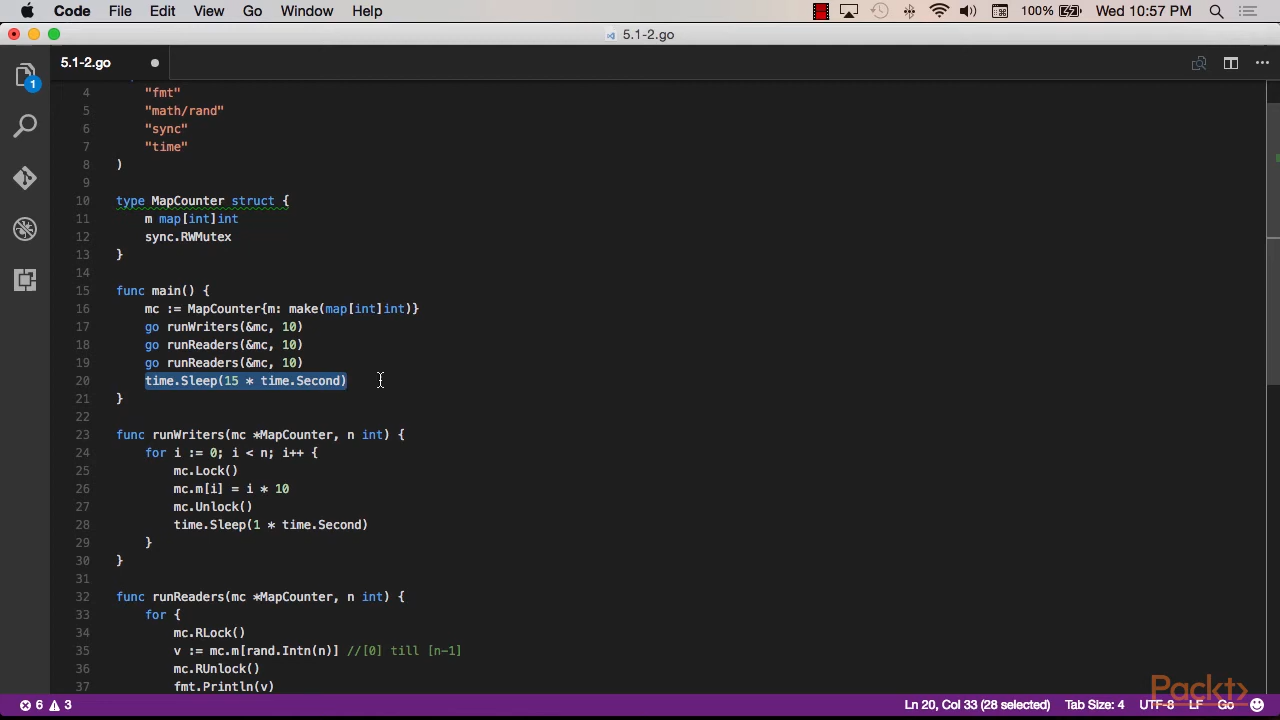 Code File Edit View Go Window Help 100% Wed 10:57 PM
5.1-2.go
5.1-2.go
1
4 "fmt"
5 "math/rand"
6 "sync"
7 "time"
8 )
9
10 type MapCounter struct {
11 m map[int]int
12 sync.RWMutex
13 }
14
15 func main() {
16 mc := MapCounter{m: make(map[int]int)}
17 go runWriters(&mc, 10)
18 go runReaders(&mc, 10)
19 go runReaders(&mc, 10)
20 time.Sleep(15 * time.Second)
21 }
22
23 func runWriters(mc *MapCounter, n int) {
24 for i := 0; i < n; i++ {
25 mc.Lock()
26 mc.m[i] = i * 10
27 mc.Unlock()
28 time.Sleep(1 * time.Second)
29 }
30 }
31
32 func runReaders(mc *MapCounter, n int) {
33 for {
34 mc.RLock()
35 v := mc.m[rand.Intn(n)] //[0] till [n-1]
36 mc.RUnlock()
37 fmt.Println(v)
Packt>
6 3 Ln 20, Col 33 (28 selected) Tab Size: 4 UTF-8 LF Go